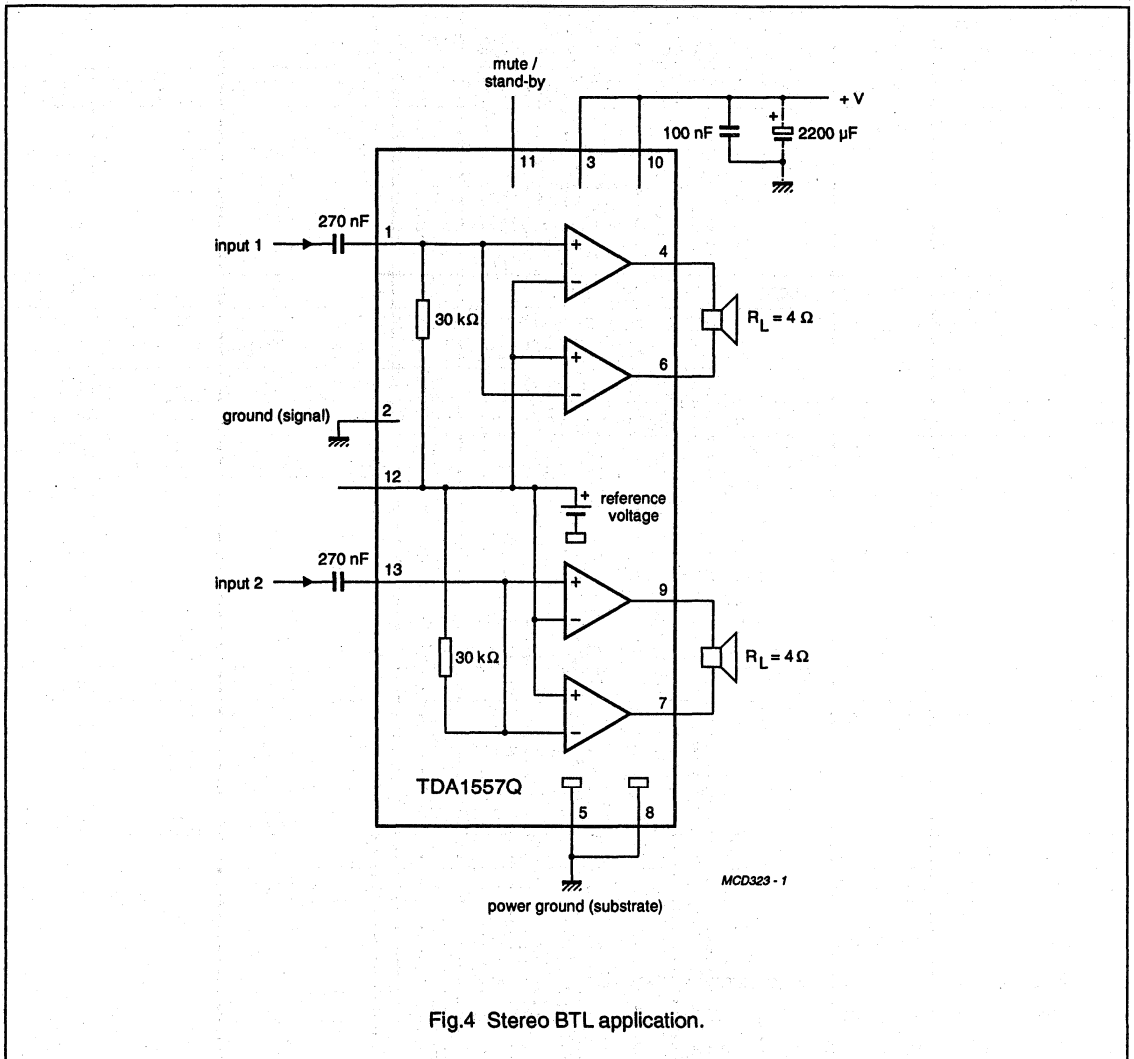 mute /
stand-by
+ V
+
100 nF
2200 µF
11
3
10
270 nF
input 1
1
+
−
4
30 kΩ
R_L = 4 Ω
+
−
6
ground (signal)
2
12
+
reference
voltage
270 nF
input 2
13
+
−
9
30 kΩ
R_L = 4 Ω
+
−
7
TDA1557Q
5
8
MCD323 - 1
power ground (substrate)
Fig.4 Stereo BTL application.